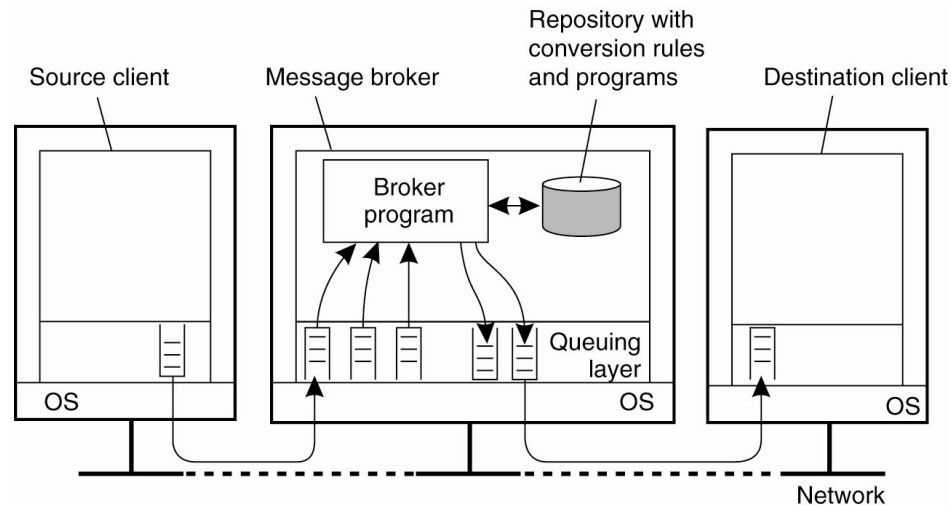 Repository with
conversion rules
and programs
Source client
Message broker
Destination client
Broker
program
Queuing
layer
OS
OS
OS
Network